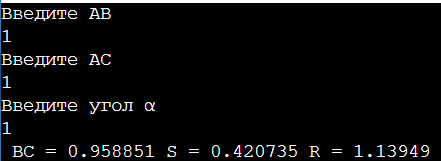 Введите AB
1
Введите AC
1
Введите угол α
1
BC = 0.958851 S = 0.420735 R = 1.13949